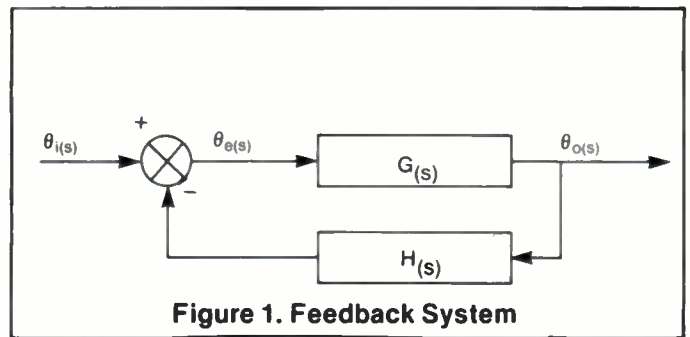 +
θi(s)
θe(s)
G(s)
θo(s)
−
H(s)
Figure 1. Feedback System